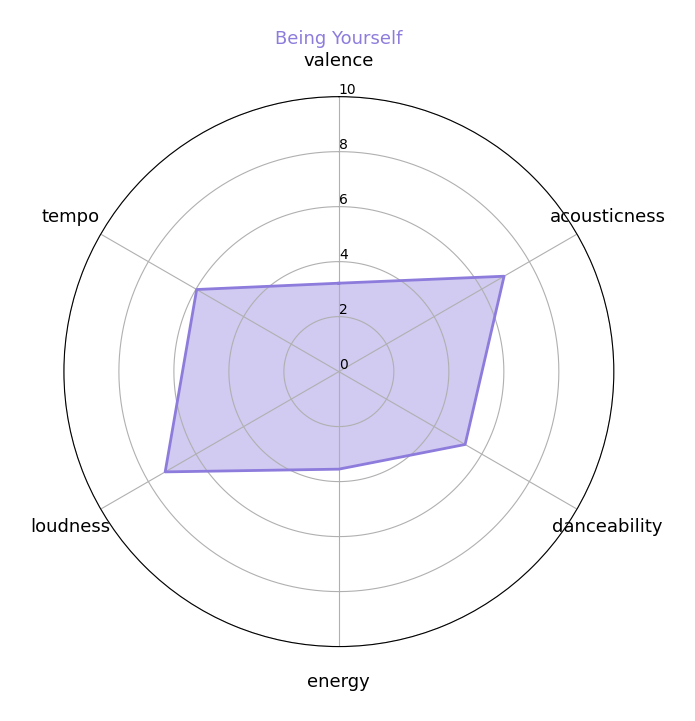 Being Yourself
valence
10
8
tempo
6
acousticness
4
2
0
loudness
danceability
energy